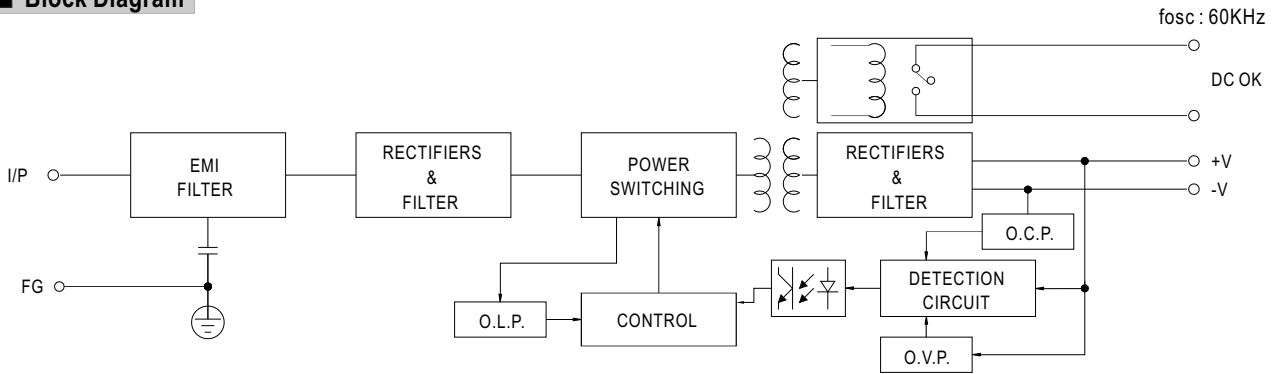 ■ Block Diagram
fosc : 60KHz
DC OK
I/P
EMI
FILTER
RECTIFIERS
&
FILTER
POWER
SWITCHING
RECTIFIERS
&
FILTER
+V
-V
O.C.P.
FG
O.L.P.
CONTROL
DETECTION
CIRCUIT
O.V.P.